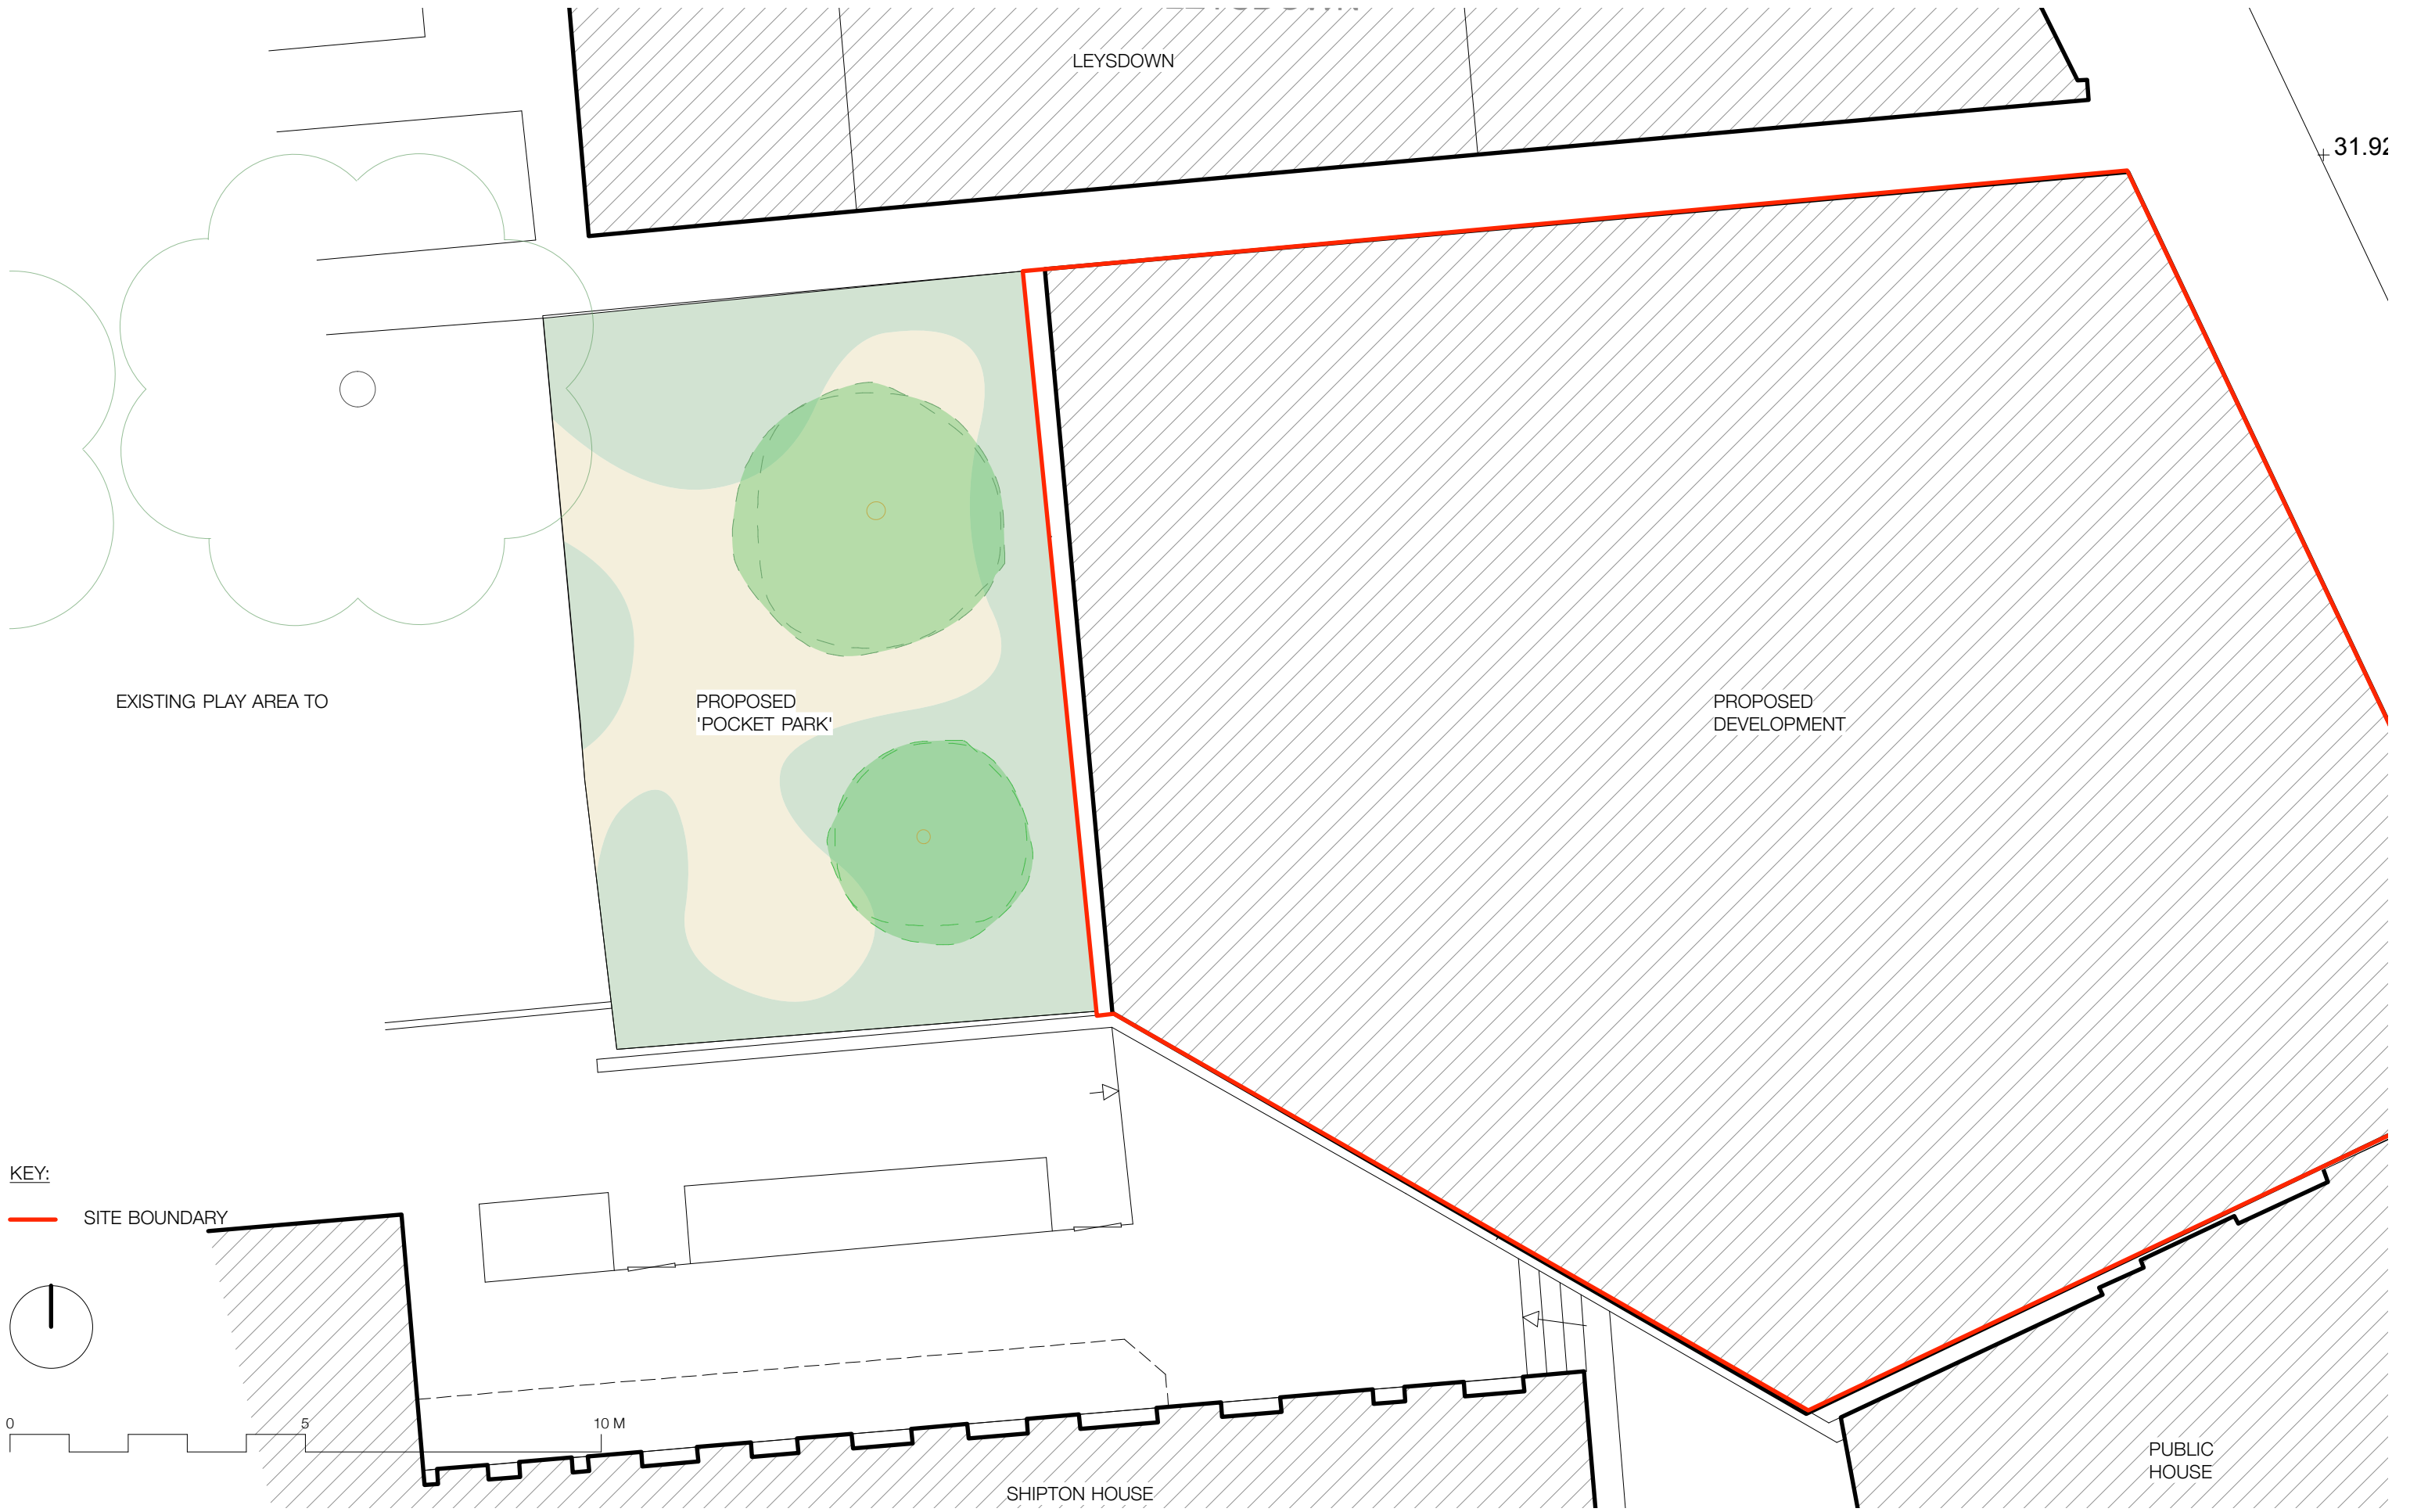 LEYSDOWN
31.92
EXISTING PLAY AREA TO
PROPOSED
'POCKET PARK'
PROPOSED
DEVELOPMENT
KEY:
SITE BOUNDARY
0 5 10 M
SHIPTON HOUSE
PUBLIC
HOUSE